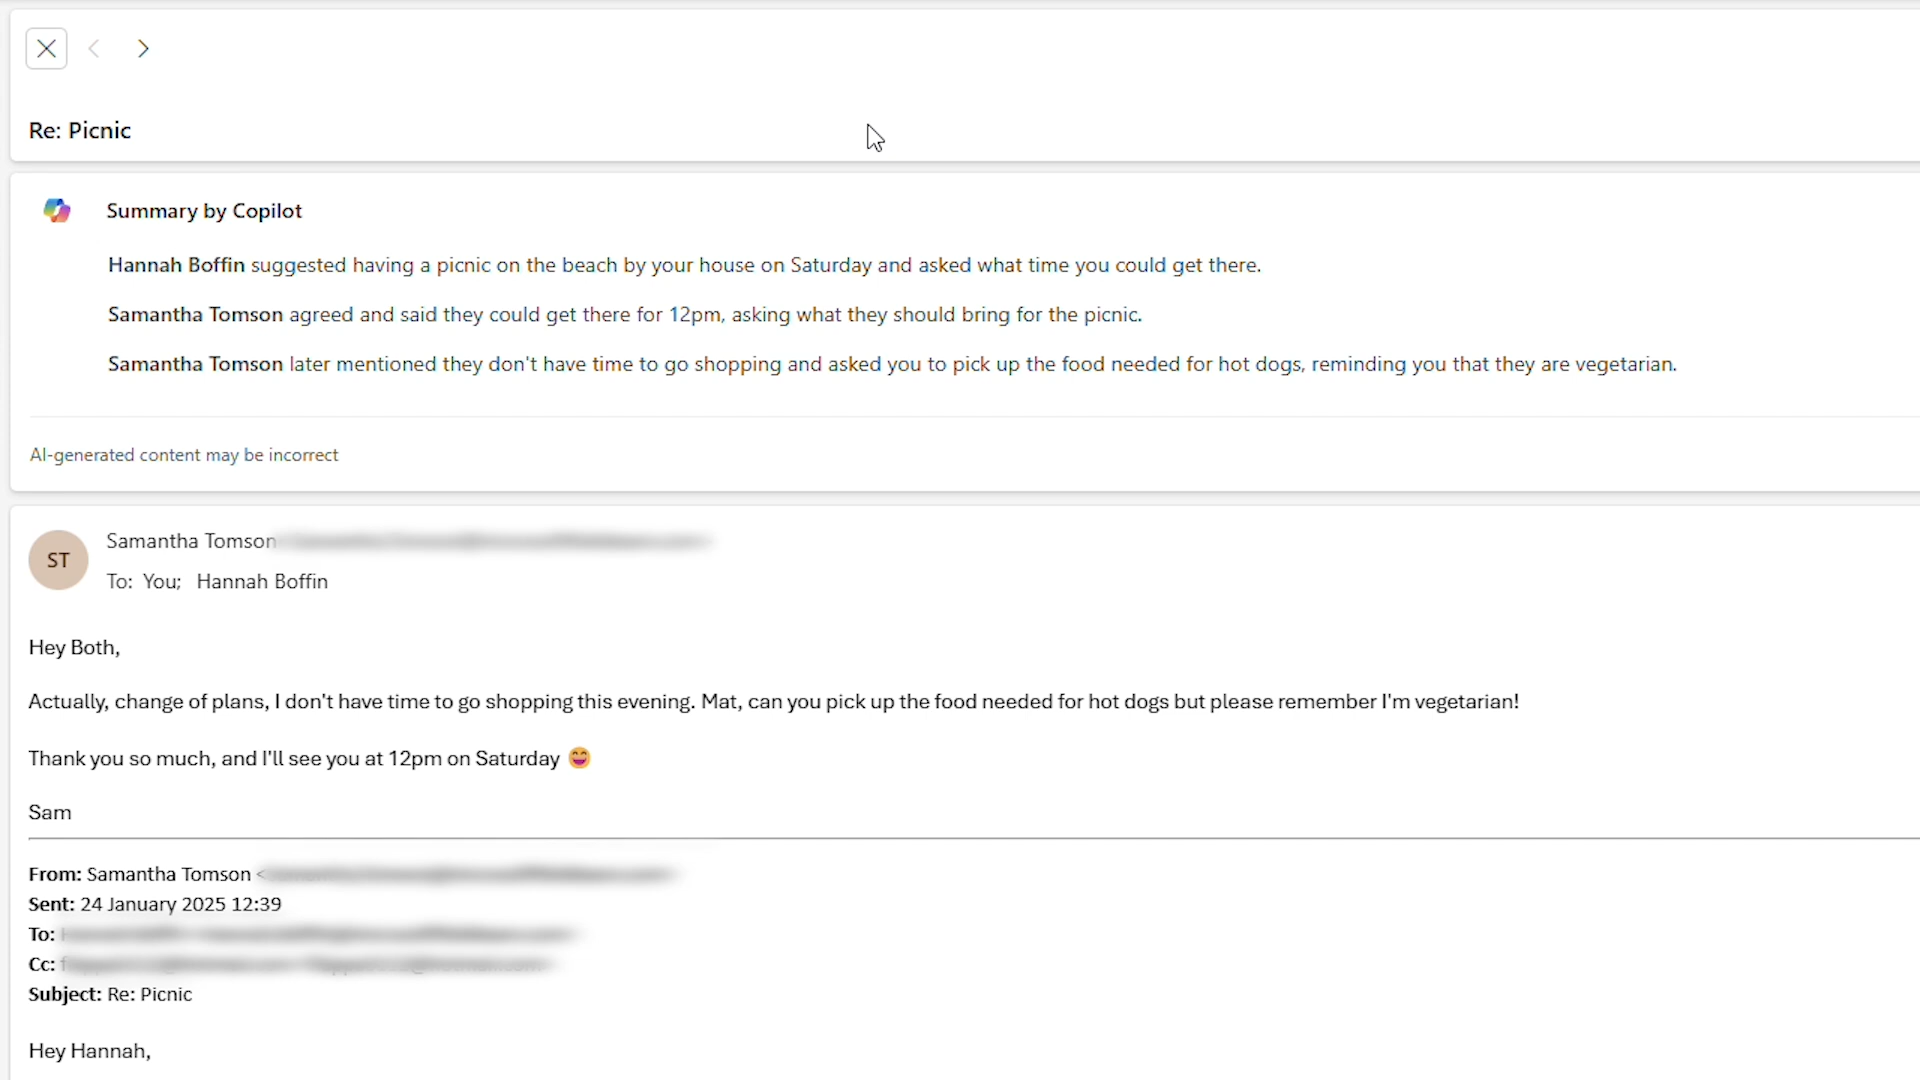 Re: Picnic
Summary by Copilot
Hannah Boffin suggested having a picnic on the beach by your house on Saturday and asked what time you could get there.
Samantha Tomson agreed and said they could get there for 12pm, asking what they should bring for the picnic.
Samantha Tomson later mentioned they don't have time to go shopping and asked you to pick up the food needed for hot dogs, reminding you that they are vegetarian.
AI-generated content may be incorrect
ST
Samantha Tomson
To: You; Hannah Boffin
Hey Both,
Actually, change of plans, I don't have time to go shopping this evening. Mat, can you pick up the food needed for hot dogs but please remember I'm vegetarian!
Thank you so much, and I'll see you at 12pm on Saturday 😄
Sam
From: Samantha Tomson <
Sent: 24 January 2025 12:39
To:
Cc:
Subject: Re: Picnic
Hey Hannah,